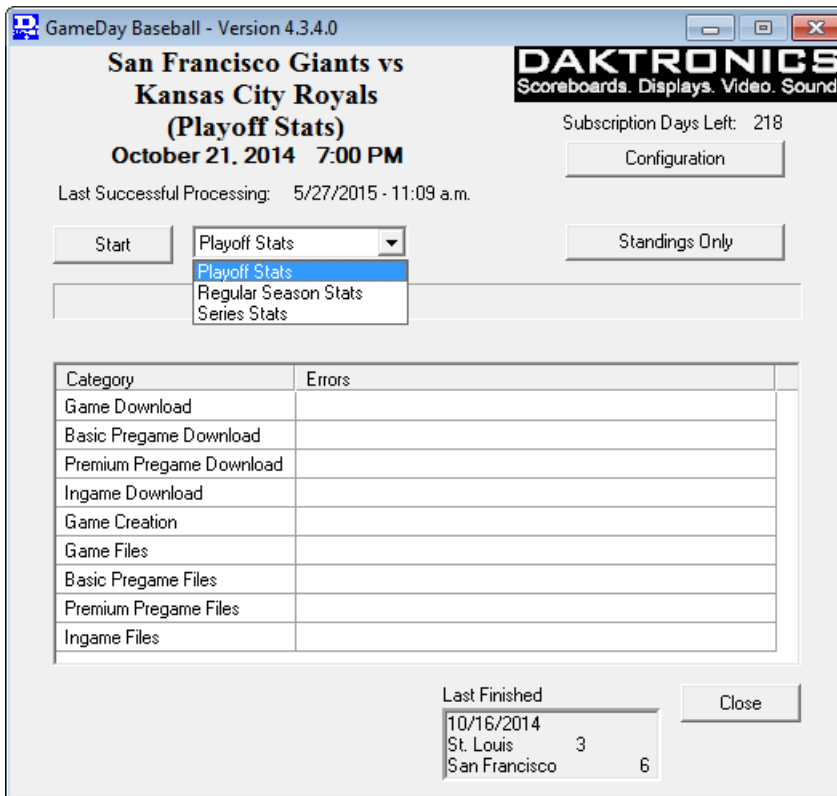 GameDay Baseball - Version 4.3.4.0
San Francisco Giants vs
Kansas City Royals
(Playoff Stats)
October 21, 2014 7:00 PM
DAKTRONICS
Scoreboards. Displays. Video. Sound
Subscription Days Left: 218
Configuration
Last Successful Processing: 5/27/2015 - 11:09 a.m.
Start
Playoff Stats
Standings Only
Playoff Stats
Regular Season Stats
Series Stats
Category Errors
Game Download
Basic Pregame Download
Premium Pregame Download
Ingame Download
Game Creation
Game Files
Basic Pregame Files
Premium Pregame Files
Ingame Files
Last Finished
10/16/2014
St. Louis 3
San Francisco 6
Close